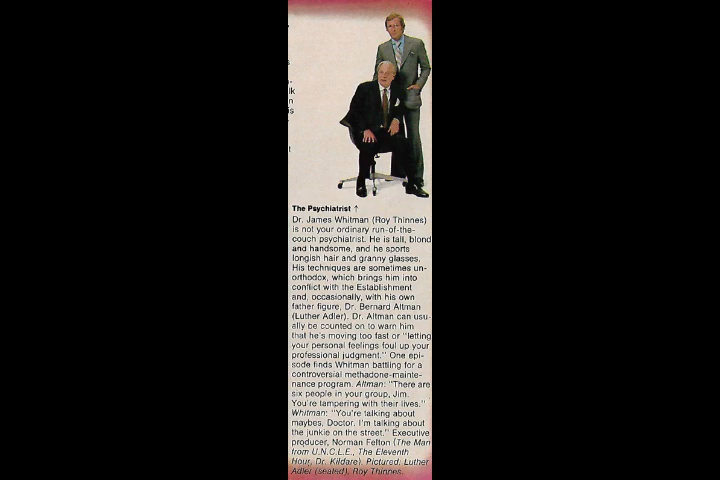 s
lk
n
is
t
The Psychiatrist ↑
Dr. James Whitman (Roy Thinnes)
is not your ordinary run-of-the-
couch psychiatrist. He is tall, blond
and handsome, and he sports
longish hair and granny glasses.
His techniques are sometimes un-
orthodox, which brings him into
conflict with the Establishment
and, occasionally, with his own
father figure, Dr. Bernard Altman
(Luther Adler). Dr. Altman can usu-
ally be counted on to warn him
that he's moving too fast or "letting
your personal feelings foul up your
professional judgment." One epi-
sode finds Whitman battling for a
controversial methadone-mainte-
nance program. Altman: "There are
six people in your group, Jim.
You're tampering with their lives."
Whitman: "You're talking about
maybes, Doctor. I'm talking about
the junkie on the street." Executive
producer, Norman Felton (The Man
from U.N.C.L.E., The Eleventh
Hour, Dr. Kildare). Pictured: Luther
Adler (seated), Roy Thinnes.